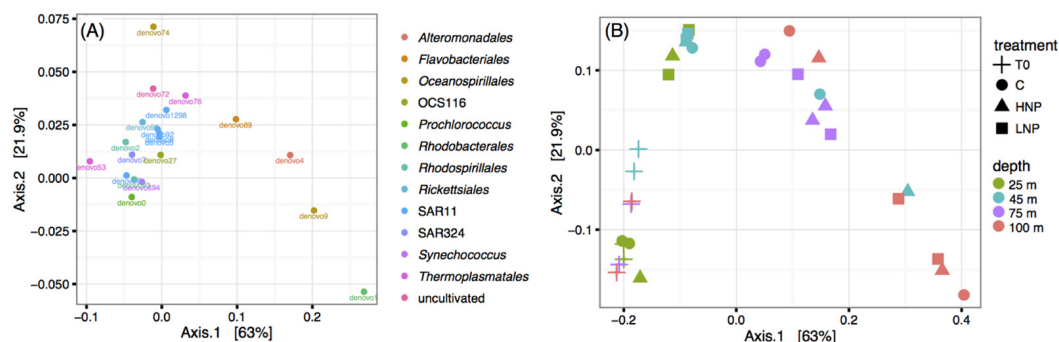 (A)
0.075
0.050
0.025
0.000
−0.025
−0.050
Axis.2 [21.9%]
denovo74
denovo72
denovo76
denovo1298
denovo89
denovo2
denovo27
denovo4
denovo53
denovo0
denovo9
denovo1
−0.1
0.0
0.1
0.2
Axis.1 [63%]
Alteromonadales
Flavobacteriales
Oceanospirillales
OCS116
Prochlorococcus
Rhodobacterales
Rhodospirillales
Rickettsiales
SAR11
SAR324
Synechococcus
Thermoplasmatales
uncultivated
(B)
0.1
0.0
−0.1
Axis.2 [21.9%]
−0.2
0.0
0.2
0.4
Axis.1 [63%]
treatment
T0
C
HNP
LNP
depth
25 m
45 m
75 m
100 m